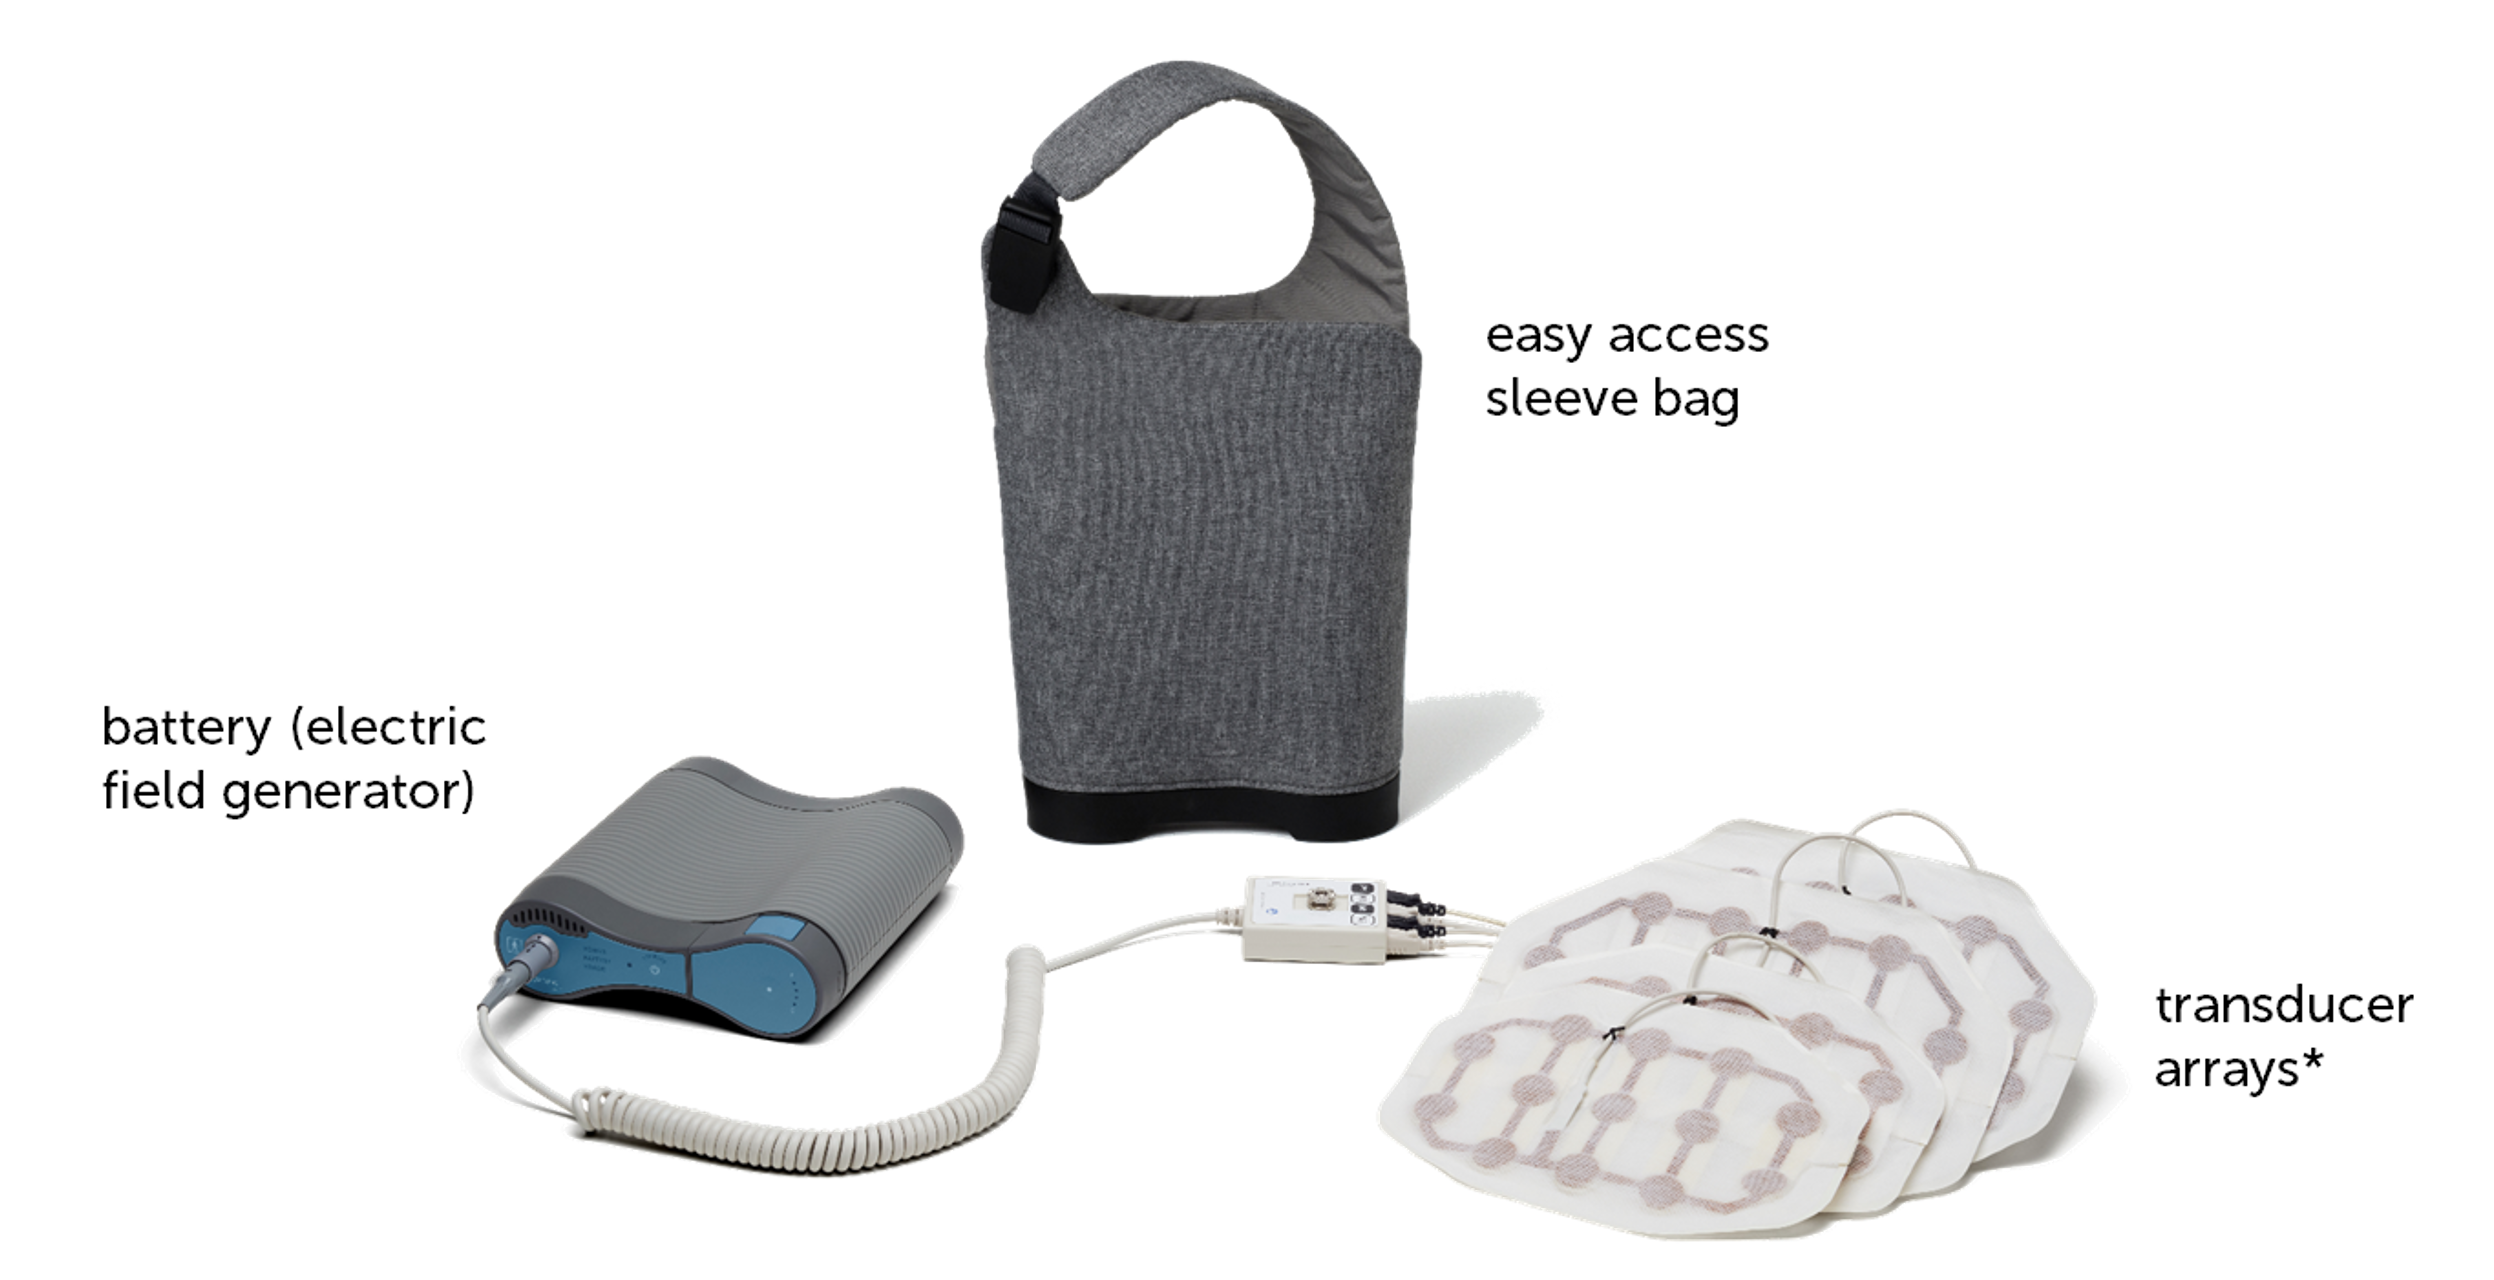 easy access
sleeve bag
battery (electric
field generator)
transducer
arrays*